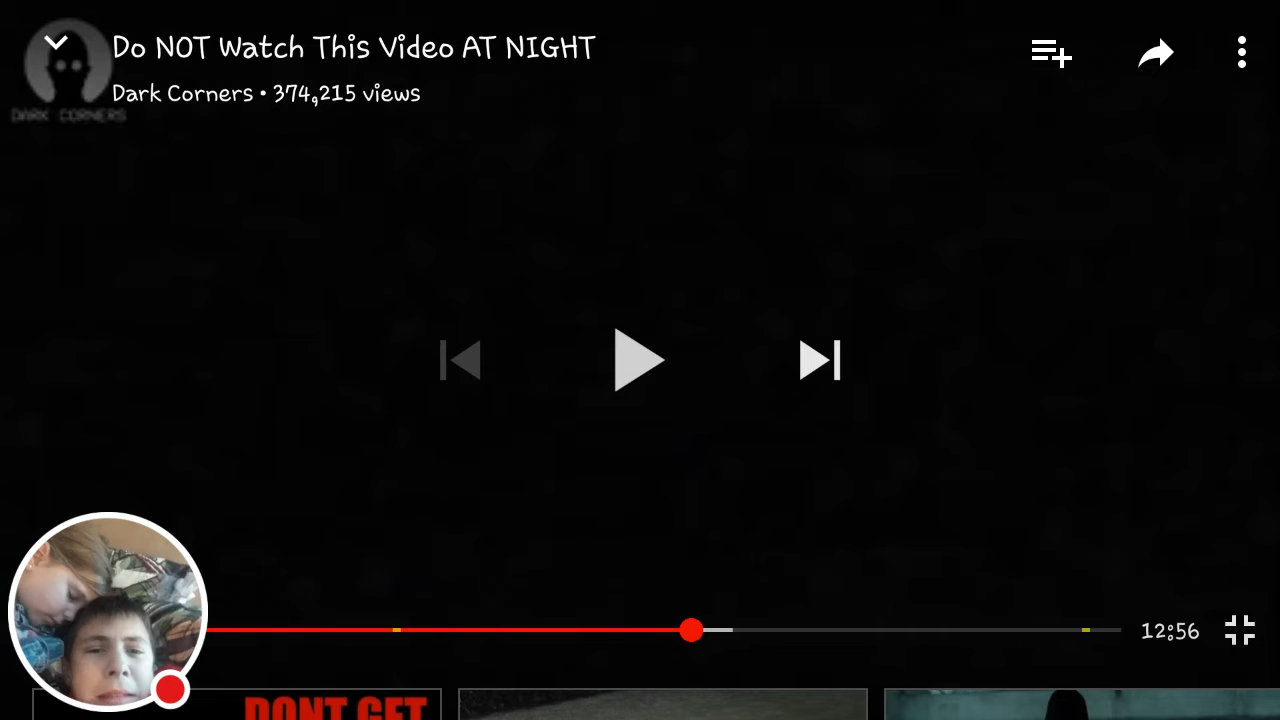 Do NOT Watch This Video AT NIGHT
Dark Corners • 374,215 views
DARK CORNERS
12:56
DONT GET